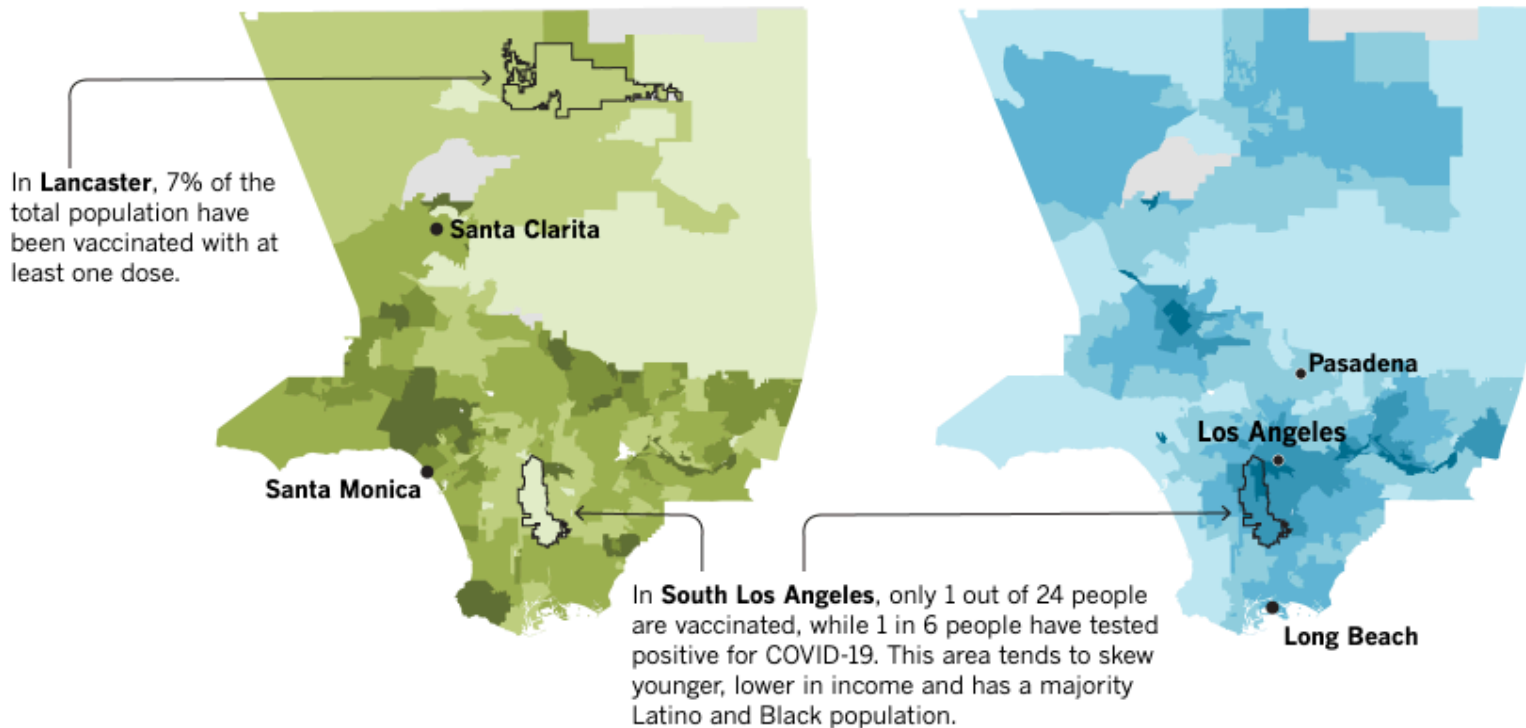 In Lancaster, 7% of the
total population have
been vaccinated with at
least one dose.
Santa Clarita
Santa Monica
Pasadena
Los Angeles
Long Beach
In South Los Angeles, only 1 out of 24 people
are vaccinated, while 1 in 6 people have tested
positive for COVID-19. This area tends to skew
younger, lower in income and has a majority
Latino and Black population.